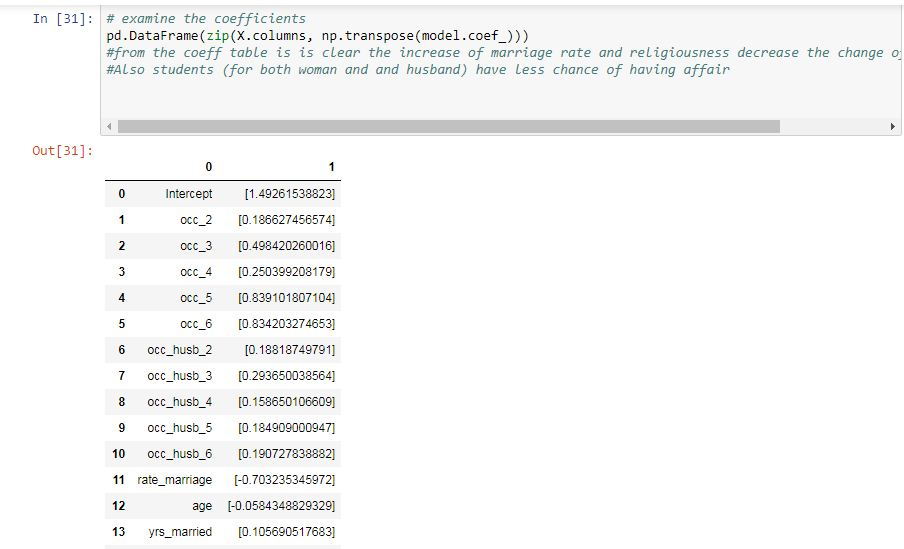 In [31]: # examine the coefficients
pd.DataFrame(zip(X.columns, np.transpose(model.coef_)))
#from the coeff table is is clear the increase of marriage rate and religiousness decrease the change
#Also students (for both woman and and husband) have less chance of having affair
Out[31]:
0 1
0 Intercept [1.49261538823]
1 occ_2 [0.186627456574]
2 occ_3 [0.498420260016]
3 occ_4 [0.250399208179]
4 occ_5 [0.839101807104]
5 occ_6 [0.834203274653]
6 occ_husb_2 [0.18818749791]
7 occ_husb_3 [0.293650038564]
8 occ_husb_4 [0.158650106609]
9 occ_husb_5 [0.184909000947]
10 occ_husb_6 [0.190727838882]
11 rate_marriage [-0.703235345972]
12 age [-0.0584348829329]
13 yrs_married [0.105690517683]